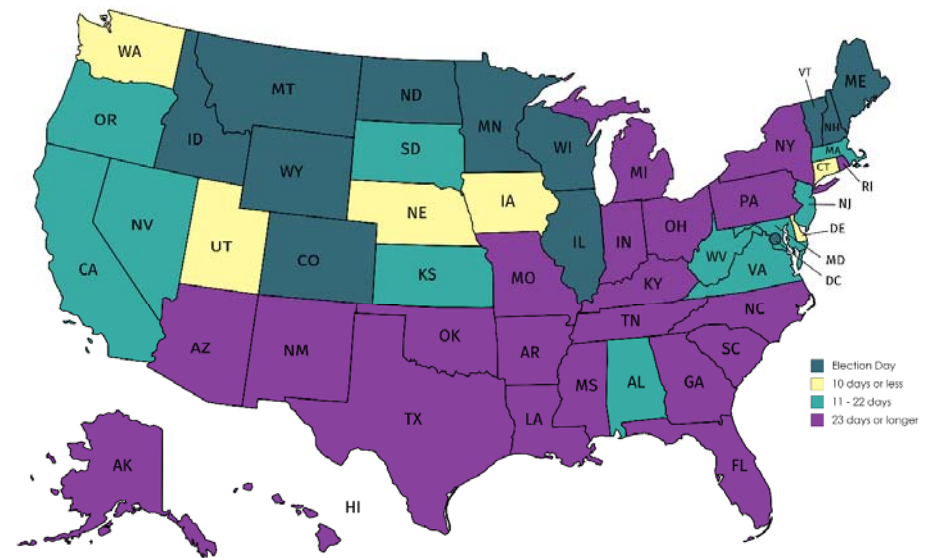 WA
OR
CA
NV
ID
MT
WY
UT
CO
AZ
NM
ND
SD
NE
KS
OK
TX
MN
IA
MO
AR
LA
WI
IL
MI
IN
OH
KY
TN
MS
AL
GA
FL
SC
NC
VA
WV
PA
NY
VT
NH
ME
MA
CT
RI
NJ
DE
MD
DC
AK
HI
Election Day
10 days or less
11 - 22 days
23 days or longer